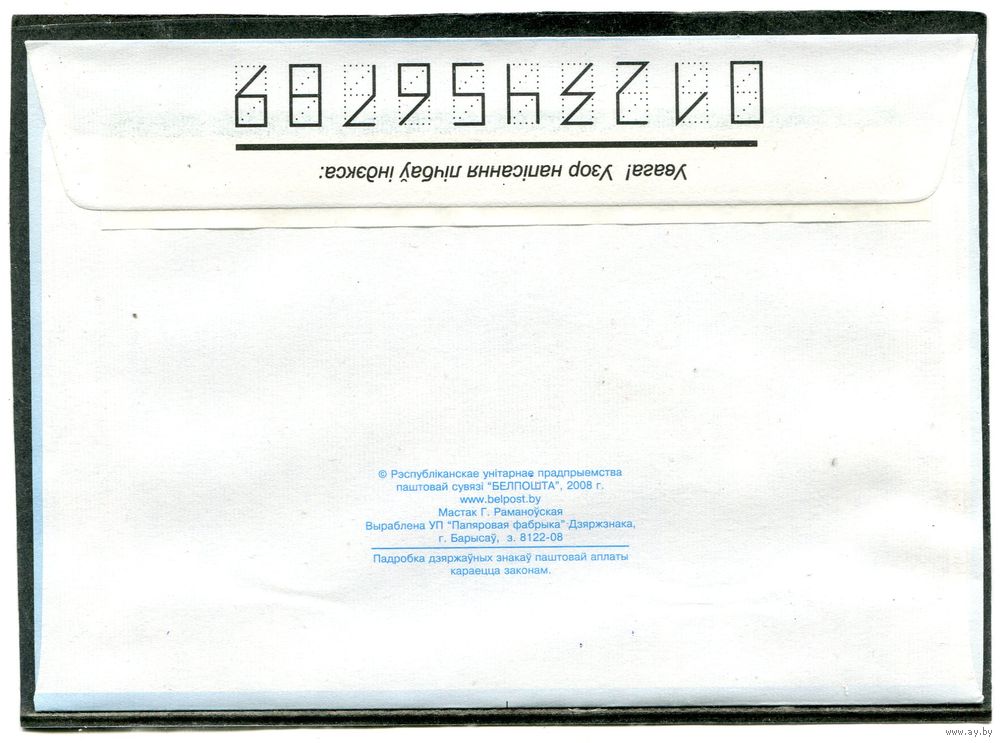 0123456789
Увага! Узор напісання лічбаў індэкса:
© Рэспубліканскае унітарнае прадпрыемства
паштовай сувязі "БЕЛПОШТА", 2008 г.
www.belpost.by
Мастак Г. Раманоўская
Выраблена УП "Папяровая фабрыка" Дзяржзнака,
г. Барысаў, з. 8122-08
Падробка дзяржаўных знакаў паштовай аплаты
караецца законам.
www.ay.by